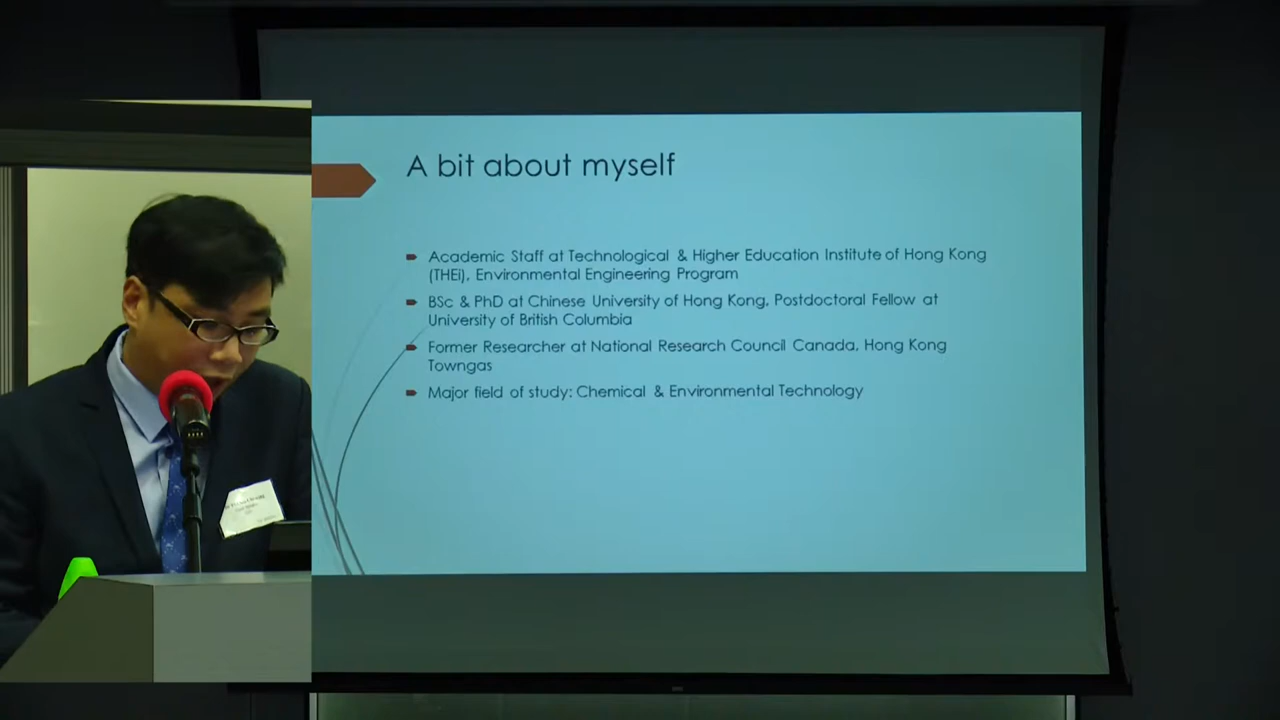 A bit about myself
Academic Staff at Technological & Higher Education Institute of Hong Kong
(THEi), Environmental Engineering Program
BSc & PhD at Chinese University of Hong Kong, Postdoctoral Fellow at
University of British Columbia
Former Researcher at National Research Council Canada, Hong Kong
Towngas
Major field of study: Chemical & Environmental Technology